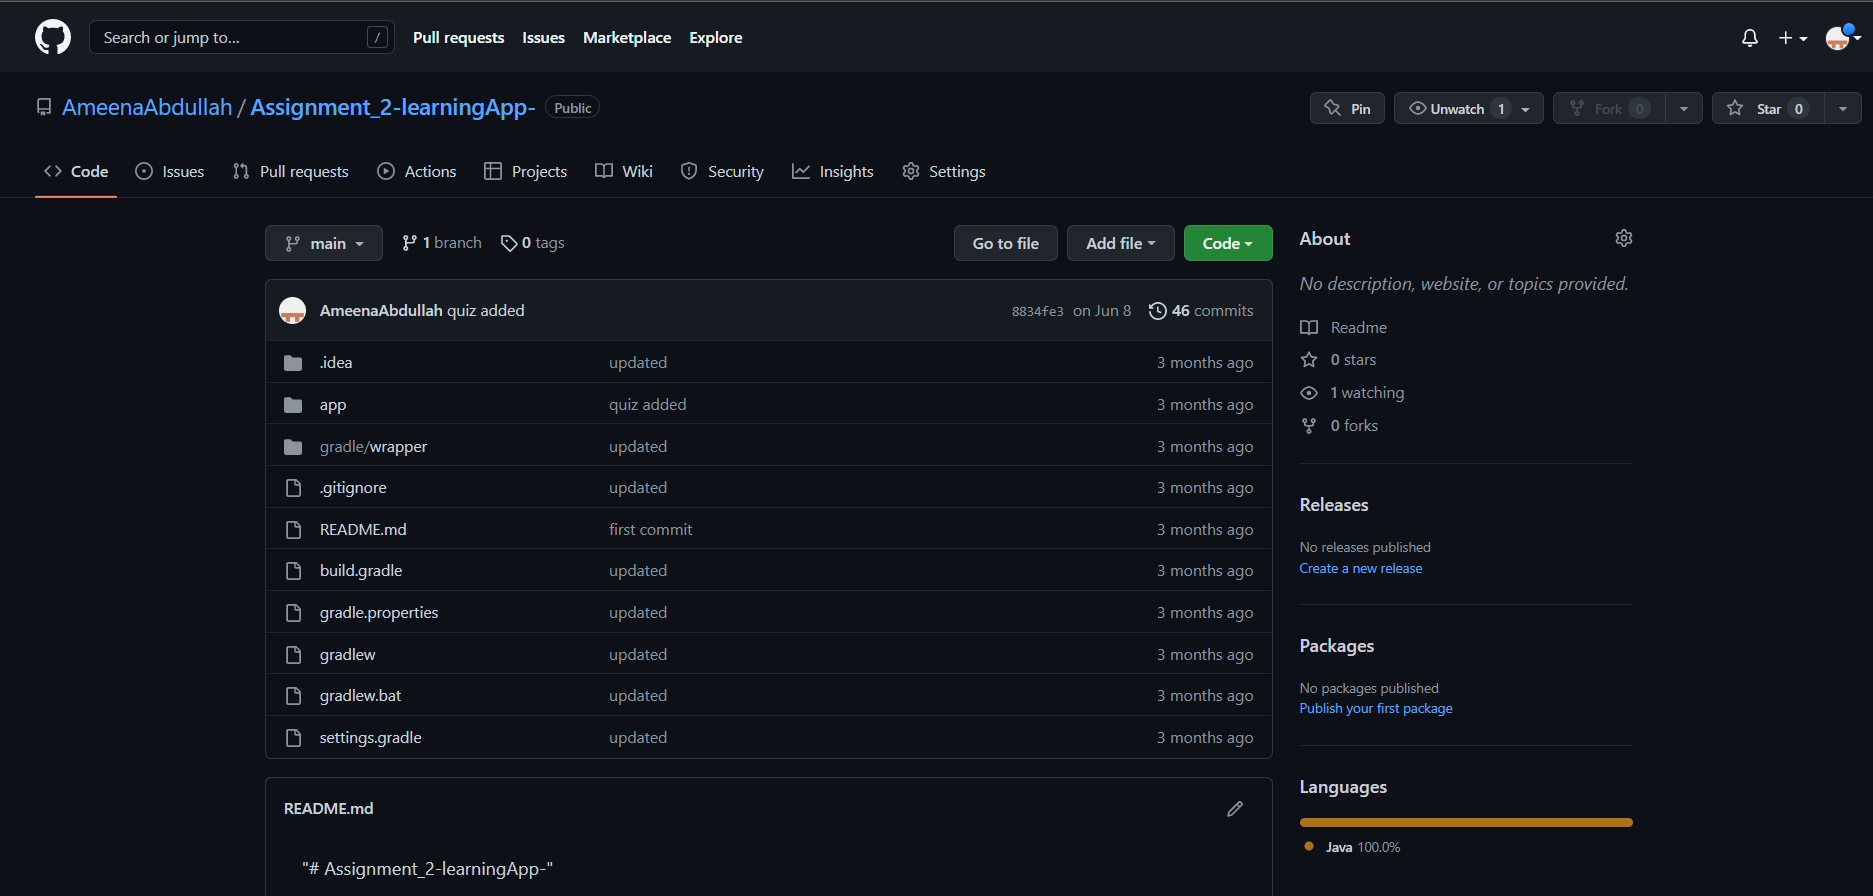 Search or jump to... / Pull requests Issues Marketplace Explore
AmeenaAbdullah / Assignment_2-learningApp- Public Pin Unwatch 1 Fork 0 Star 0
Code Issues Pull requests Actions Projects Wiki Security Insights Settings
main 1 branch 0 tags Go to file Add file Code
AmeenaAbdullah quiz added 8834fe3 on Jun 8 46 commits
.idea updated 3 months ago
app quiz added 3 months ago
gradle/wrapper updated 3 months ago
.gitignore updated 3 months ago
README.md first commit 3 months ago
build.gradle updated 3 months ago
gradle.properties updated 3 months ago
gradlew updated 3 months ago
gradlew.bat updated 3 months ago
settings.gradle updated 3 months ago
README.md
"# Assignment_2-learningApp-"
About
No description, website, or topics provided.
Readme
0 stars
1 watching
0 forks
Releases
No releases published
Create a new release
Packages
No packages published
Publish your first package
Languages
Java 100.0%